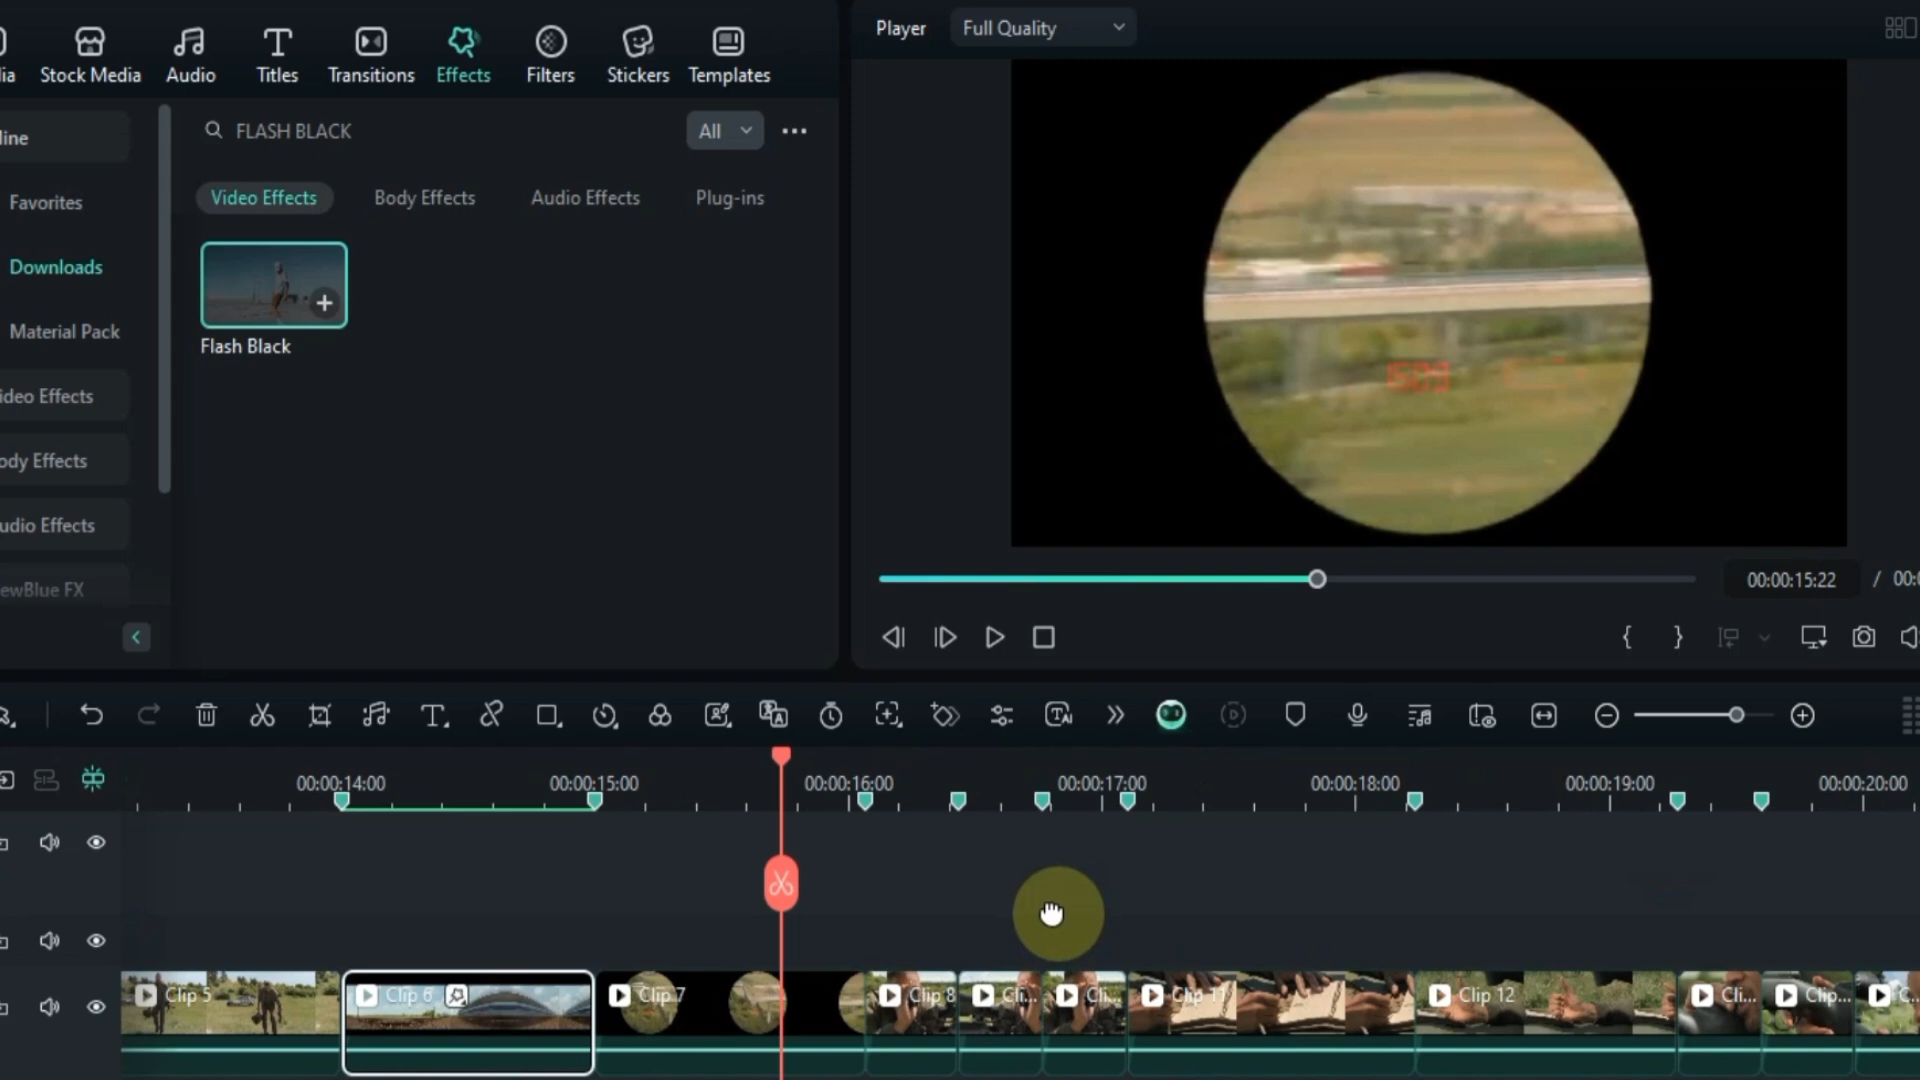 ia
Stock Media
Audio
Titles
Transitions
Effects
Filters
Stickers
Templates
Player
Full Quality
line
FLASH BLACK
All
Video Effects
Body Effects
Audio Effects
Plug-ins
Favorites
Downloads
Material Pack
ideo Effects
ody Effects
udio Effects
ewBlue FX
Flash Black
00:00:15:22
/ 00:
00:00:14:00
00:00:15:00
00:00:16:00
00:00:17:00
00:00:18:00
00:00:19:00
00:00:20:00
Clip 5
Clip 6
Clip 7
Clip 8
Cli...
Cli...
Clip 11
Clip 12
Cli...
Clip...
C...